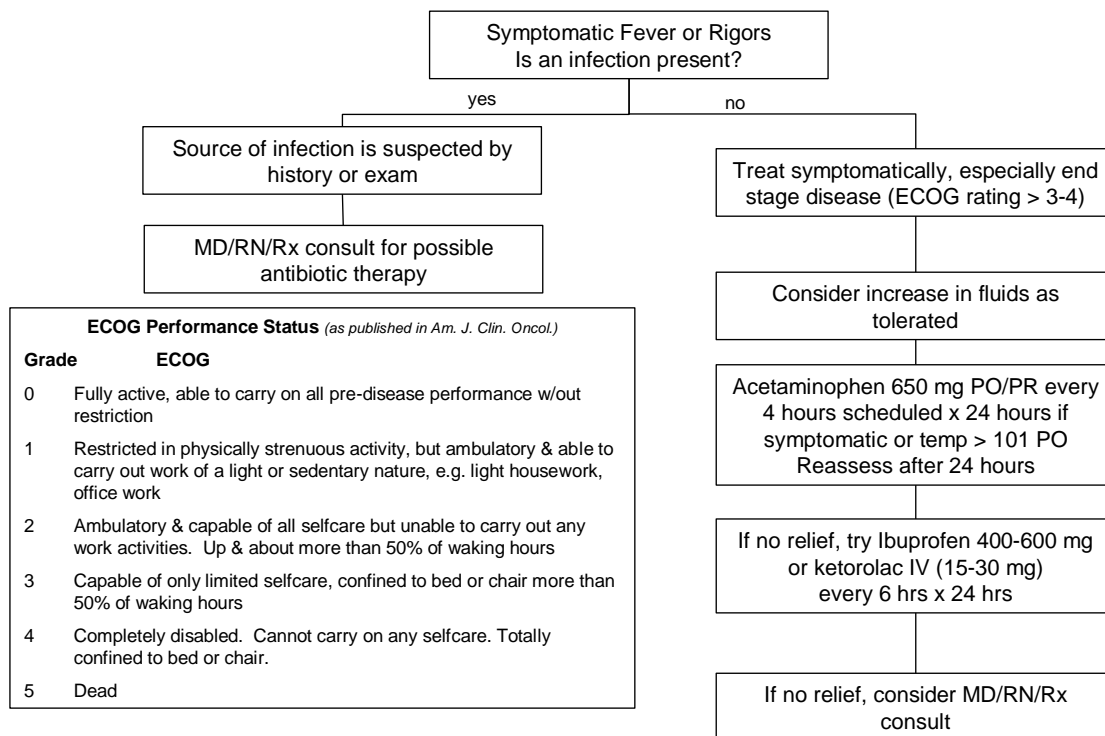 Symptomatic Fever or Rigors
Is an infection present?
yes
no
Source of infection is suspected by
history or exam
MD/RN/Rx consult for possible
antibiotic therapy
Treat symptomatically, especially end
stage disease (ECOG rating > 3-4)
Consider increase in fluids as
tolerated
Acetaminophen 650 mg PO/PR every
4 hours scheduled x 24 hours if
symptomatic or temp > 101 PO
Reassess after 24 hours
If no relief, try Ibuprofen 400-600 mg
or ketorolac IV (15-30 mg)
every 6 hrs x 24 hrs
If no relief, consider MD/RN/Rx
consult
ECOG Performance Status (as published in Am. J. Clin. Oncol.)
Grade ECOG
0 Fully active, able to carry on all pre-disease performance w/out
restriction
1 Restricted in physically strenuous activity, but ambulatory & able to
carry out work of a light or sedentary nature, e.g. light housework,
office work
2 Ambulatory & capable of all selfcare but unable to carry out any
work activities. Up & about more than 50% of waking hours
3 Capable of only limited selfcare, confined to bed or chair more than
50% of waking hours
4 Completely disabled. Cannot carry on any selfcare. Totally
confined to bed or chair.
5 Dead